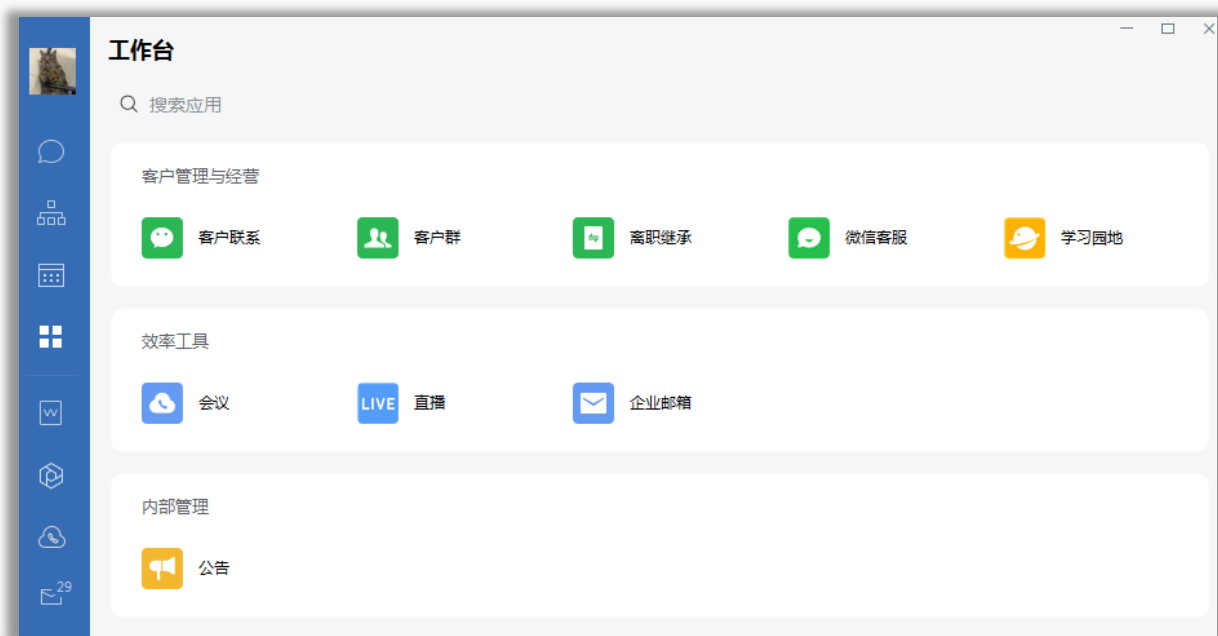 工作台
搜索应用
客户管理与经营
客户联系 客户群 离职继承 微信客服 学习园地
效率工具
会议 LIVE 直播 企业邮箱
内部管理
公告
29